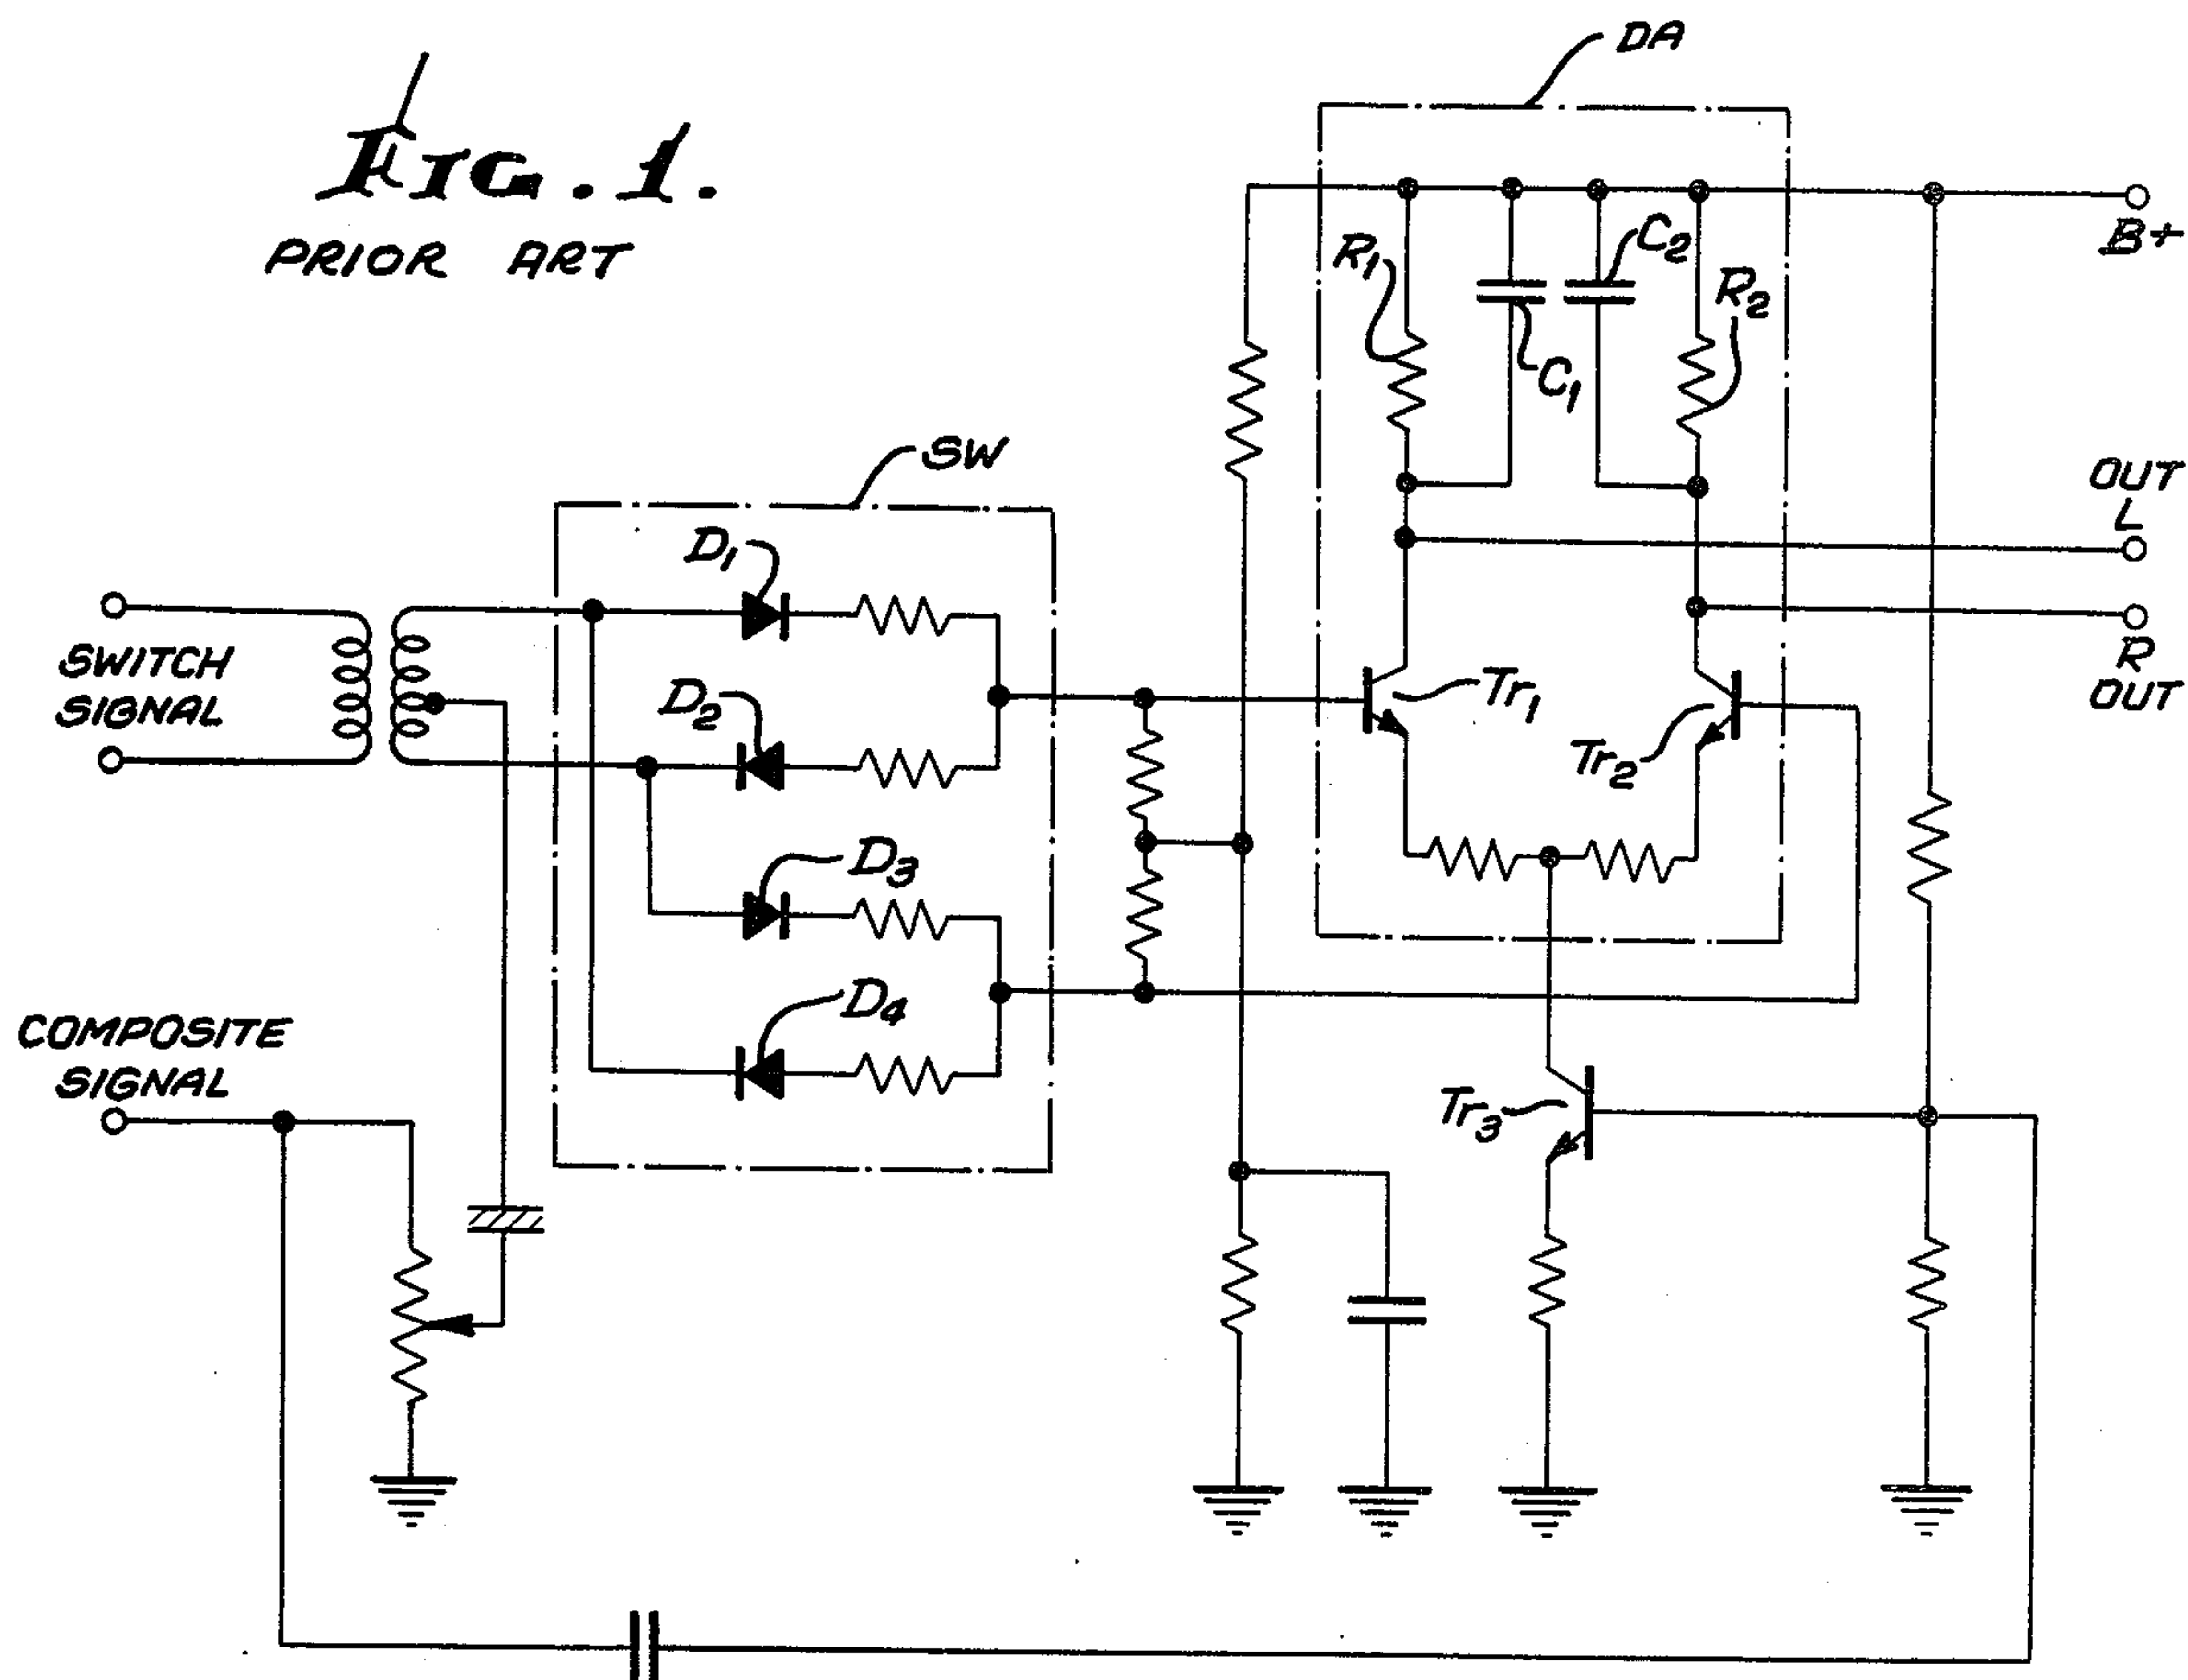 FIG. 1.
PRIOR ART
DA
B+
R1
C2
R2
C1
SW
OUT
L
D1
SWITCH
SIGNAL
D2
Tr1
Tr2
R
OUT
D3
D4
COMPOSITE
SIGNAL
Tr3